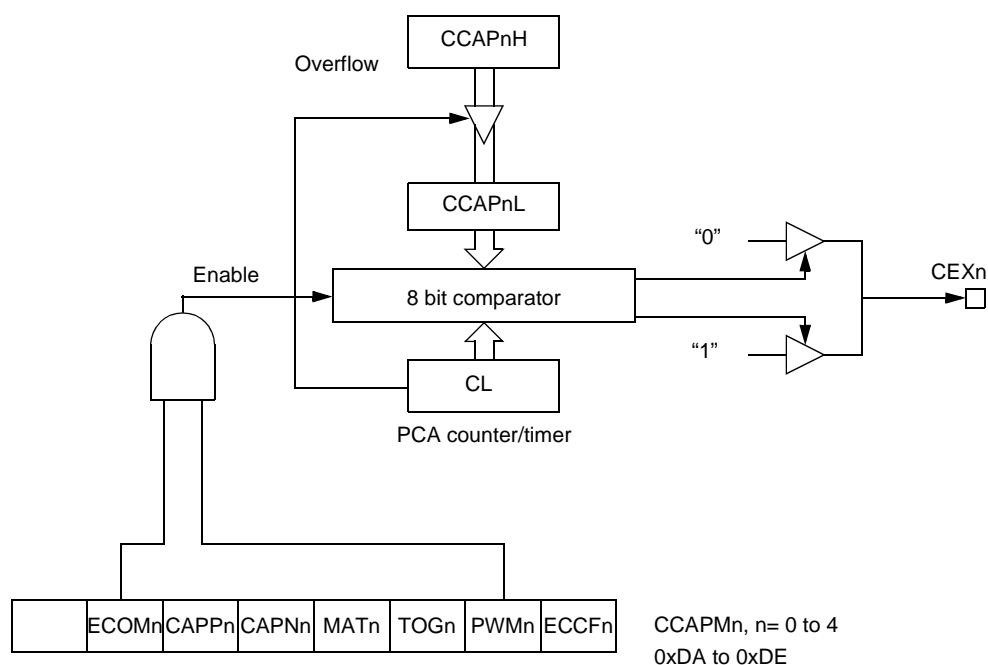 CCAPnH
Overflow
CCAPnL
“0”
Enable
CEXn
8 bit comparator
“1”
CL
PCA counter/timer
ECOMn CAPPn CAPNn MATn TOGn PWMn ECCFn
CCAPMn, n= 0 to 4
0xDA to 0xDE